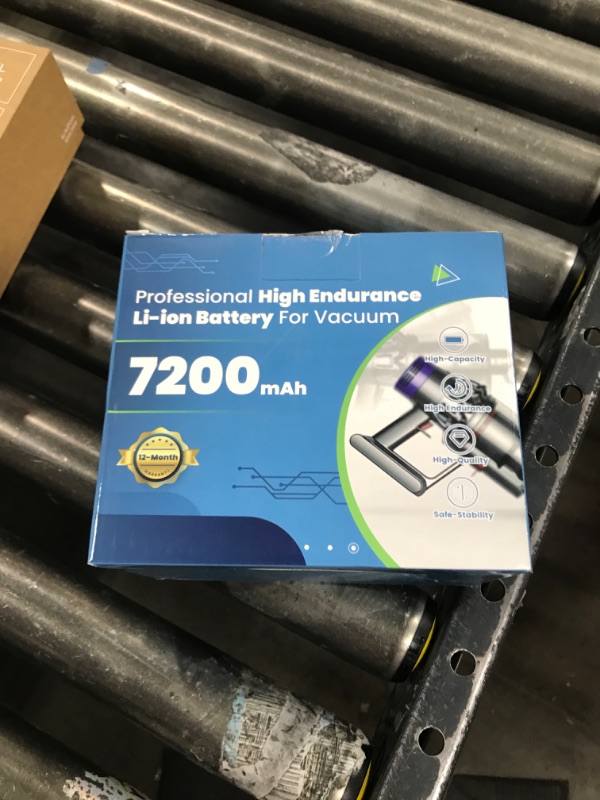 Professional High Endurance
Li-ion Battery For Vacuum
7200mAh
12-Month
WARRANTY
High-Capacity
High Endurance
High-Quality
Safe-Stability